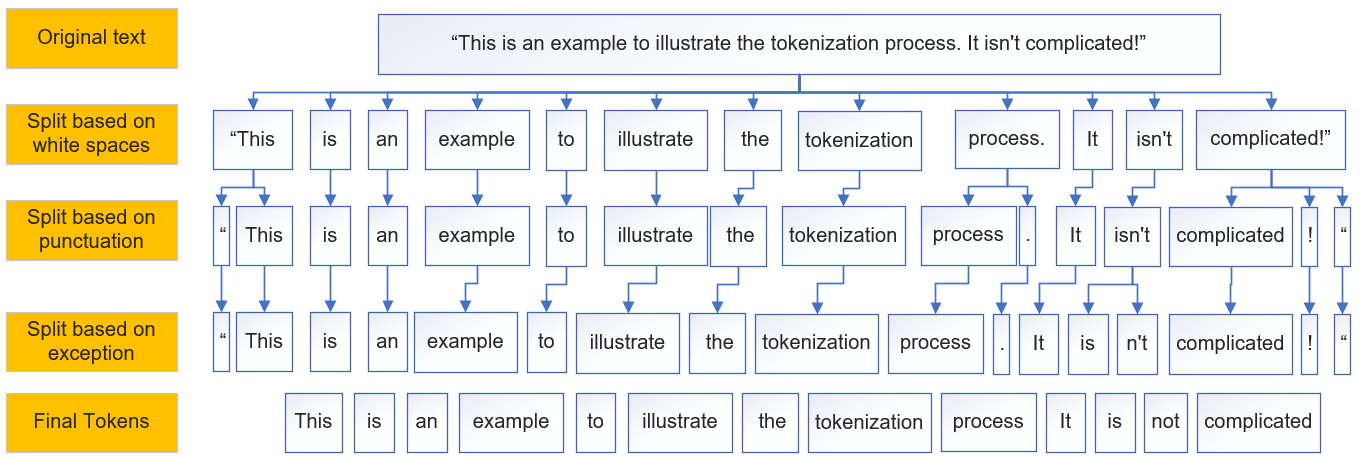 Original text
“This is an example to illustrate the tokenization process. It isn't complicated!”
Split based on
white spaces
“This is an example to illustrate the tokenization process. It isn't complicated!”
Split based on
punctuation
“ This is an example to illustrate the tokenization process . It isn't complicated ! “
Split based on
exception
“ This is an example to illustrate the tokenization process . It is n't complicated ! “
Final Tokens
This is an example to illustrate the tokenization process It is not complicated